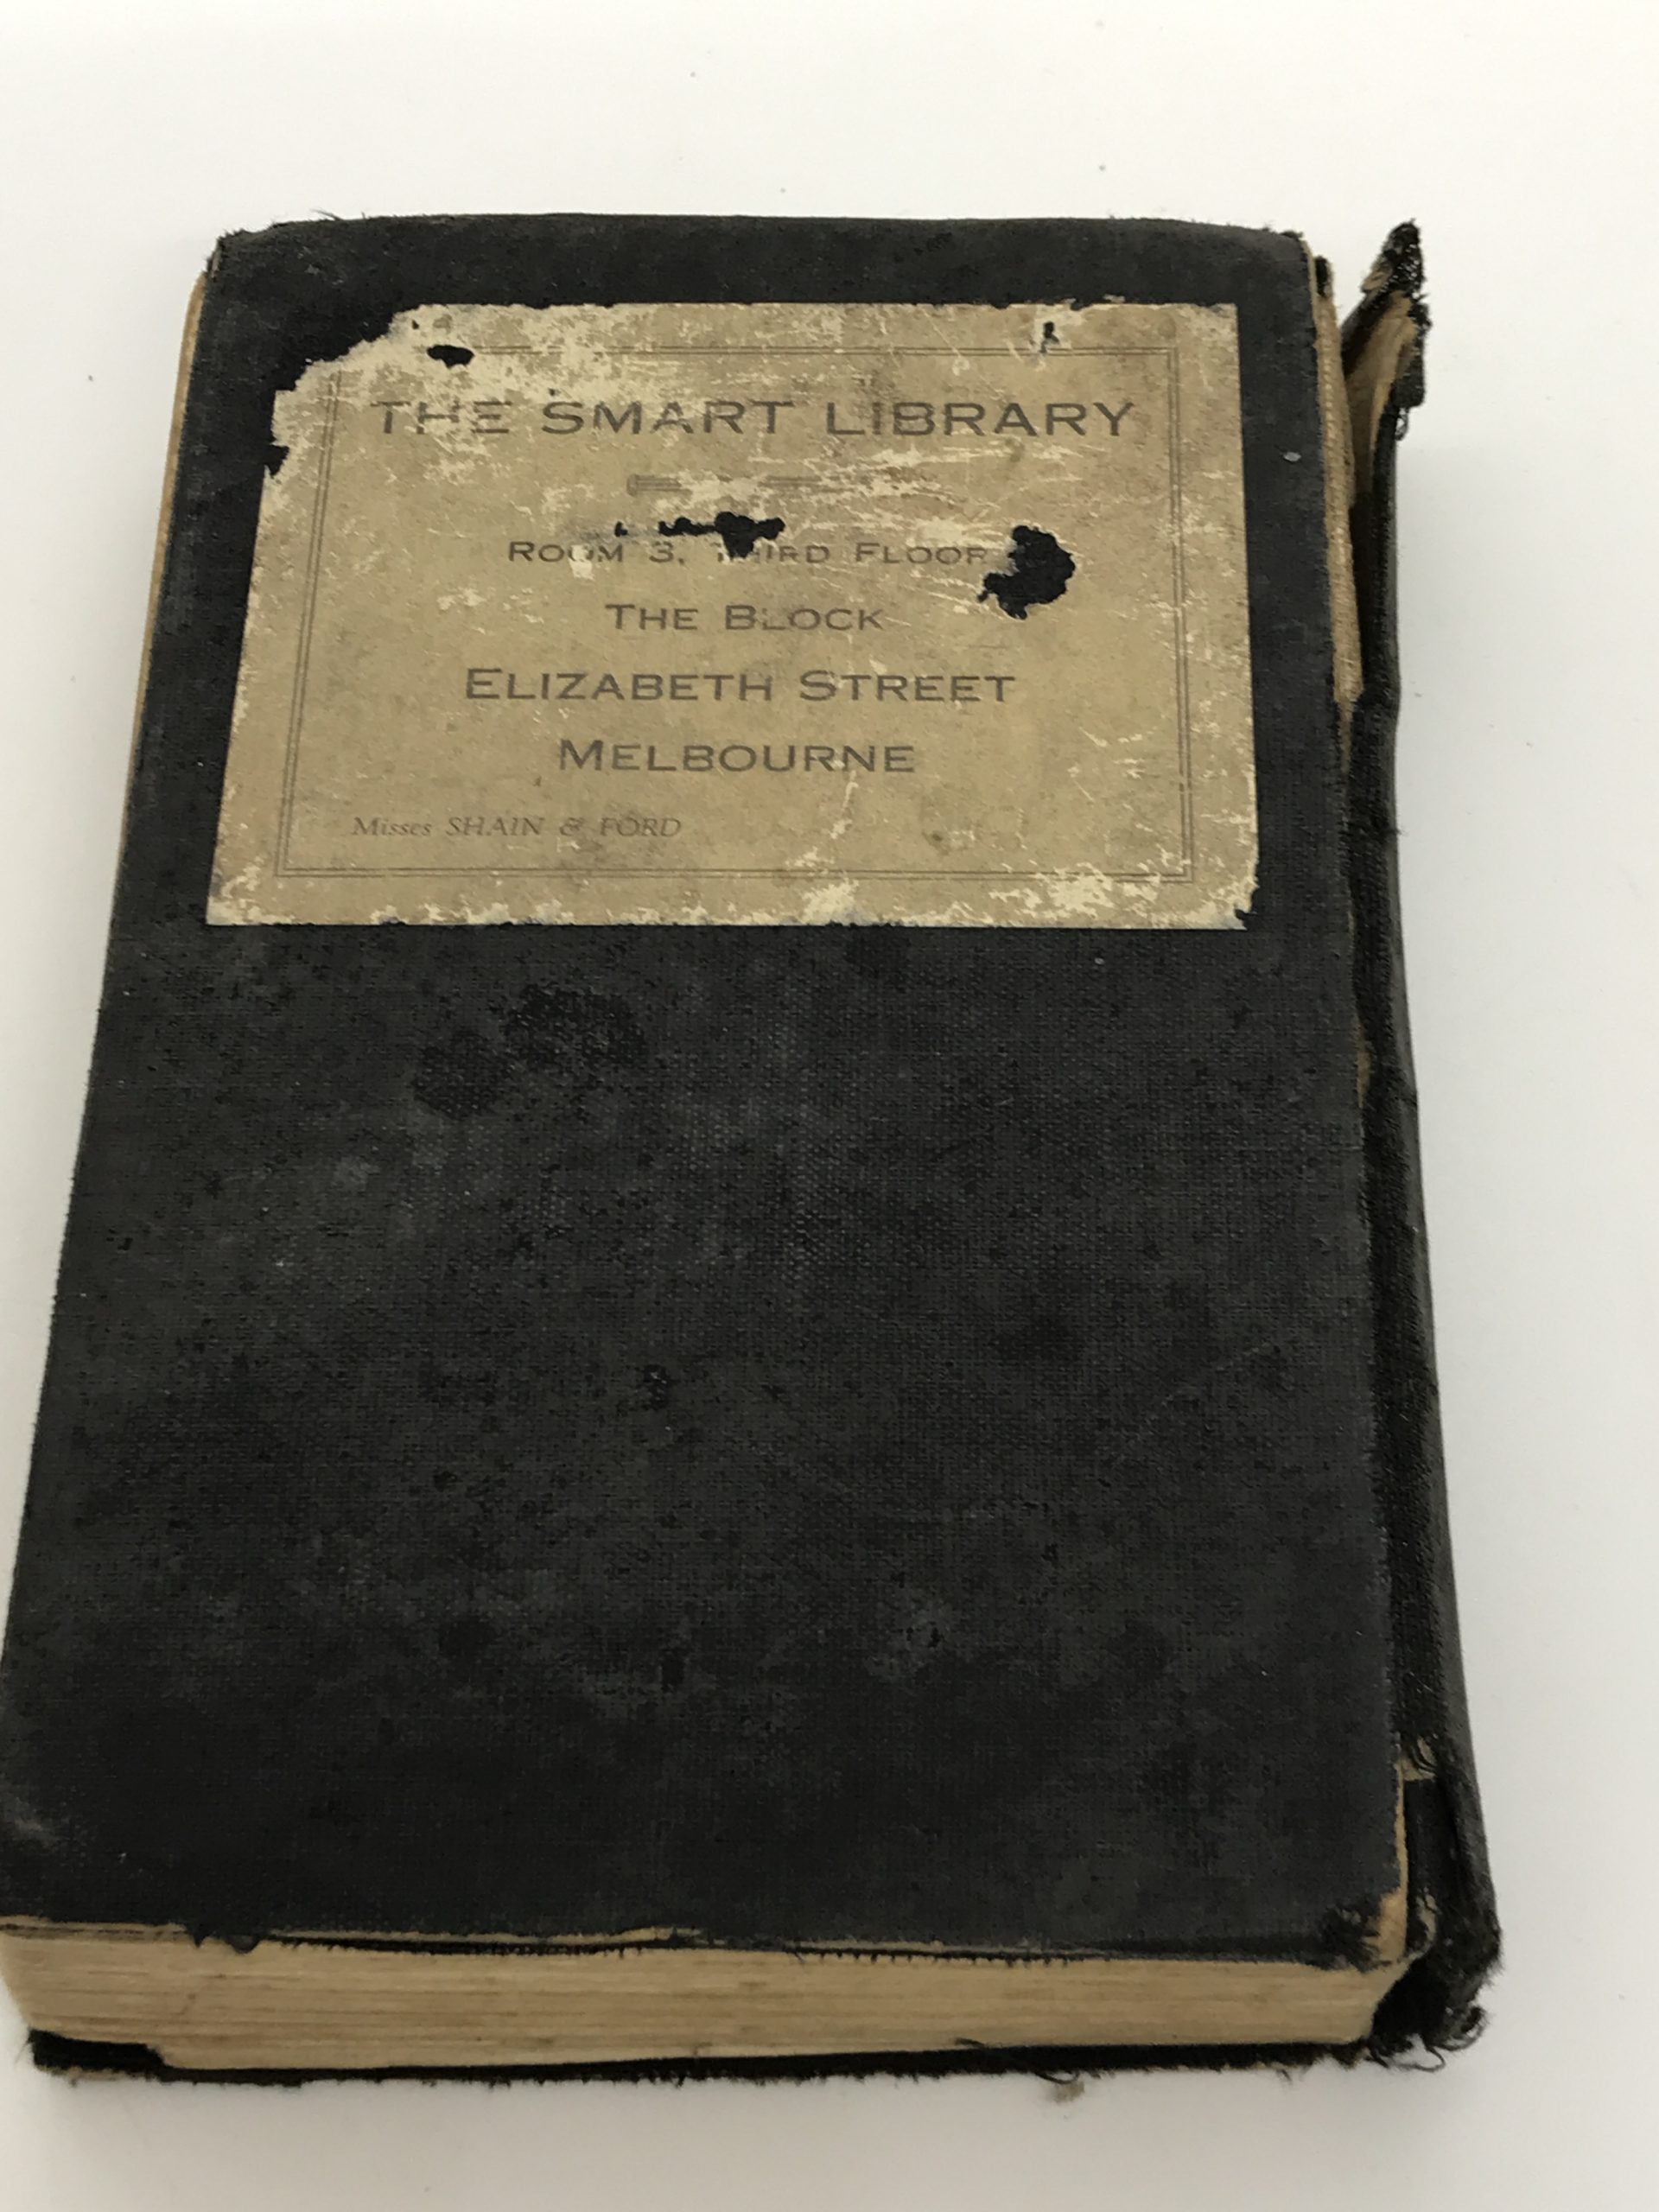 THE SMART LIBRARY
ROOM 3, THIRD FLOOR
THE BLOCK
ELIZABETH STREET
MELBOURNE
Misses SHAIN & FORD